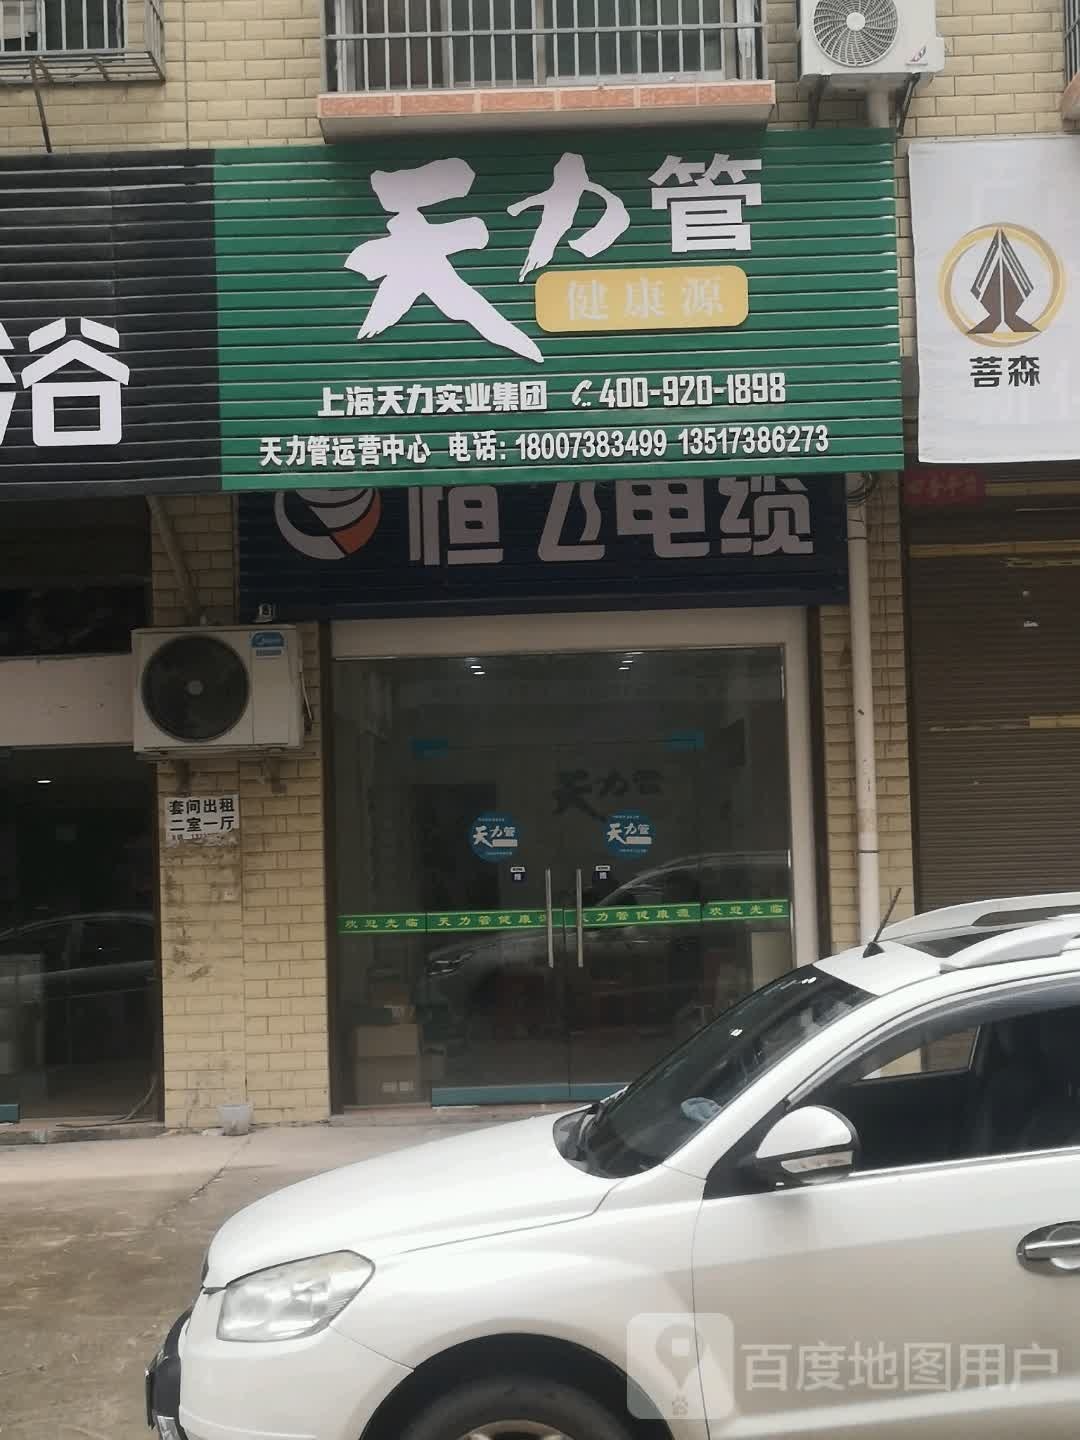 天力管
健康源
上海天力实业集团 400-920-1898
天力管运营中心 电话:18007383499 13517386273
谷
菩森
恒飞电缆
套间出租
二室一厅
天力管
天力管
天力管
欢迎光临 天力管健康源 天力管健康源 欢迎光临
百度地图用户